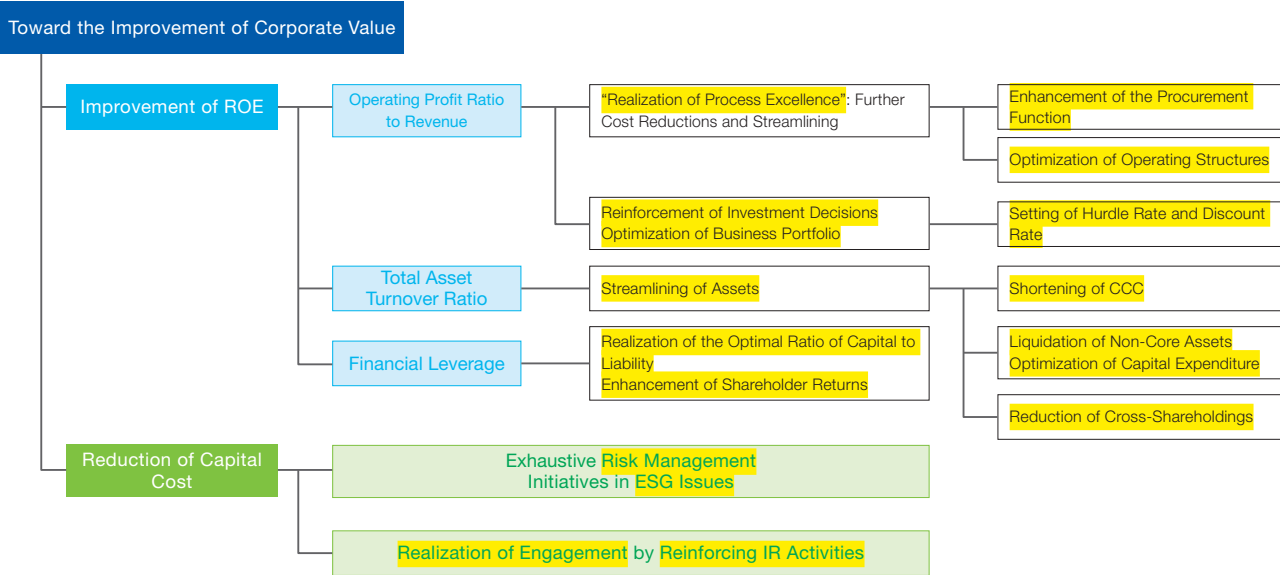 Toward the Improvement of Corporate Value
Improvement of ROE
Operating Profit Ratio
to Revenue
“Realization of Process Excellence”: Further
Cost Reductions and Streamlining
Enhancement of the Procurement
Function
Optimization of Operating Structures
Reinforcement of Investment Decisions
Optimization of Business Portfolio
Setting of Hurdle Rate and Discount
Rate
Total Asset
Turnover Ratio
Streamlining of Assets
Shortening of CCC
Liquidation of Non-Core Assets
Optimization of Capital Expenditure
Reduction of Cross-Shareholdings
Financial Leverage
Realization of the Optimal Ratio of Capital to
Liability
Enhancement of Shareholder Returns
Reduction of Capital
Cost
Exhaustive Risk Management
Initiatives in ESG Issues
Realization of Engagement by Reinforcing IR Activities